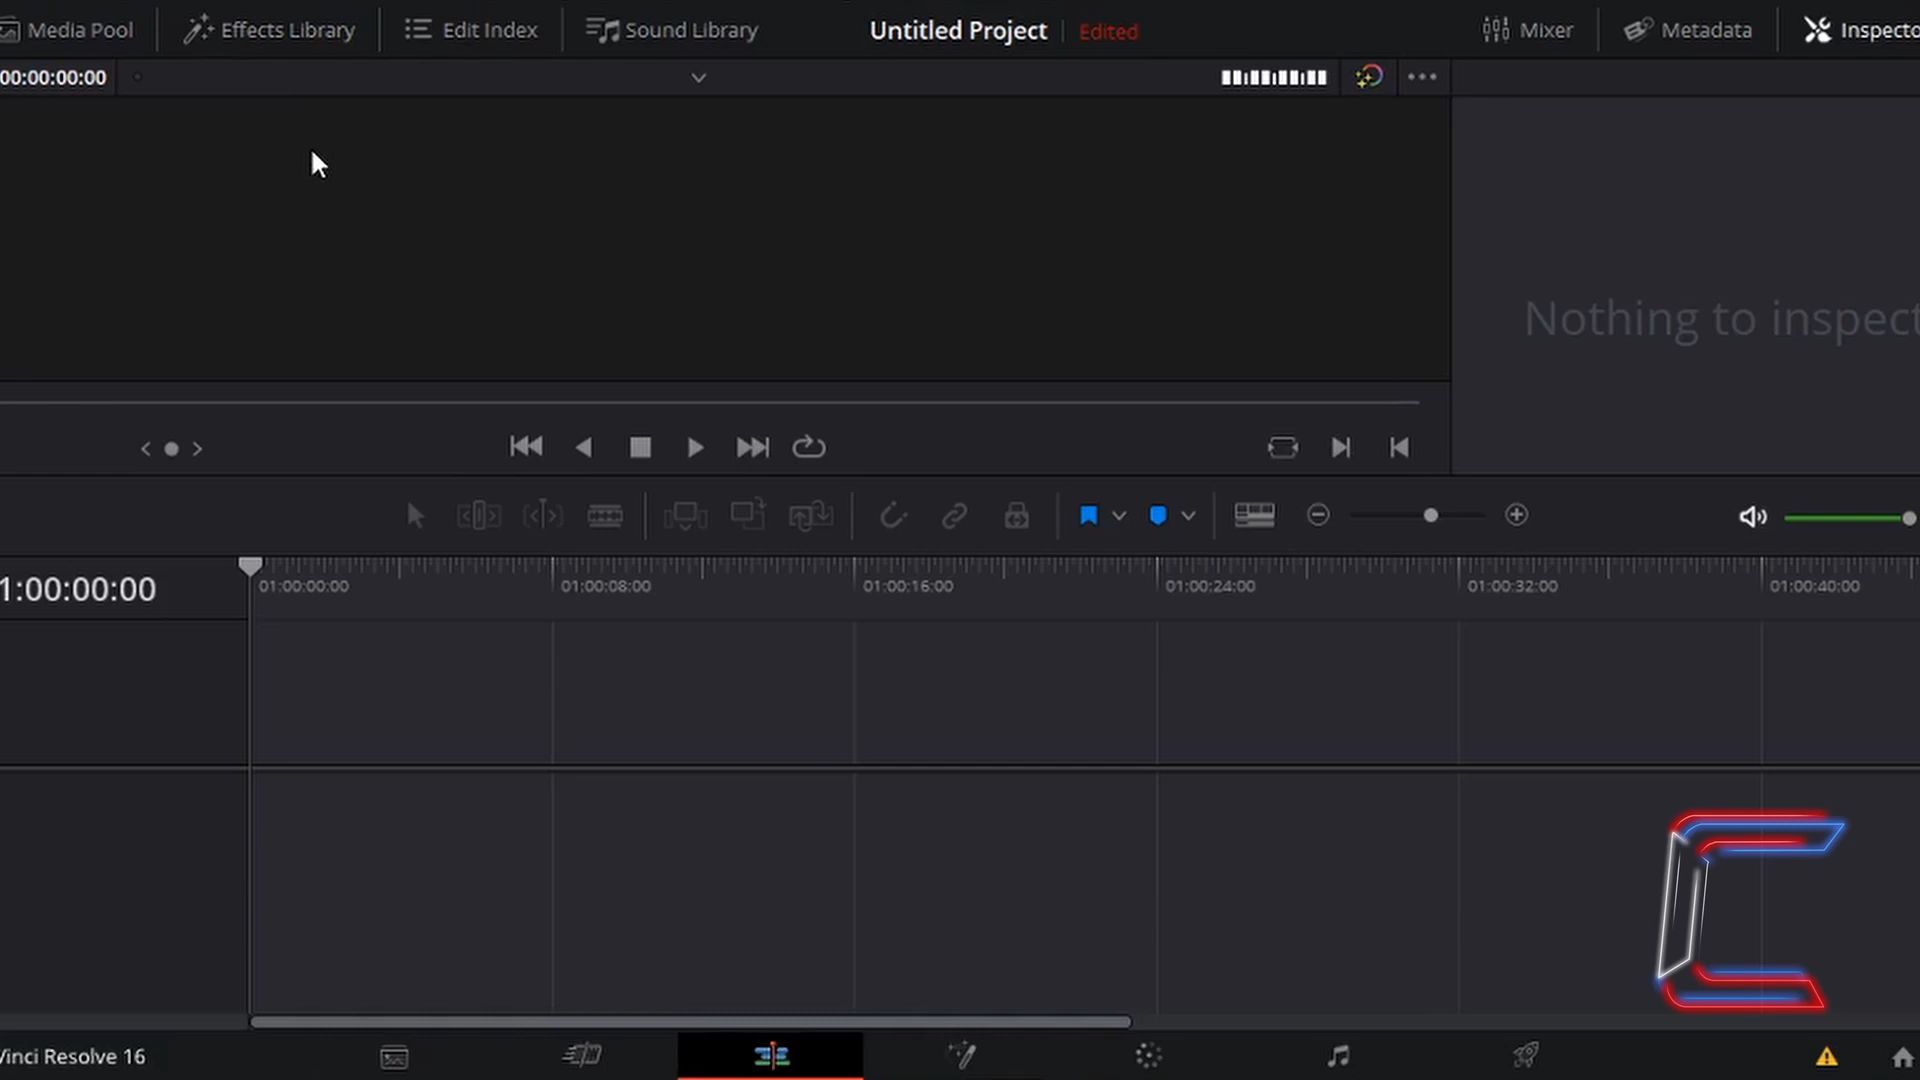 Media Pool Effects Library Edit Index Sound Library Untitled Project Edited Mixer Metadata Inspecto
00:00:00:00
Nothing to inspect
1:00:00:00 01:00:00:00 01:00:08:00 01:00:16:00 01:00:24:00 01:00:32:00 01:00:40:00
Vinci Resolve 16